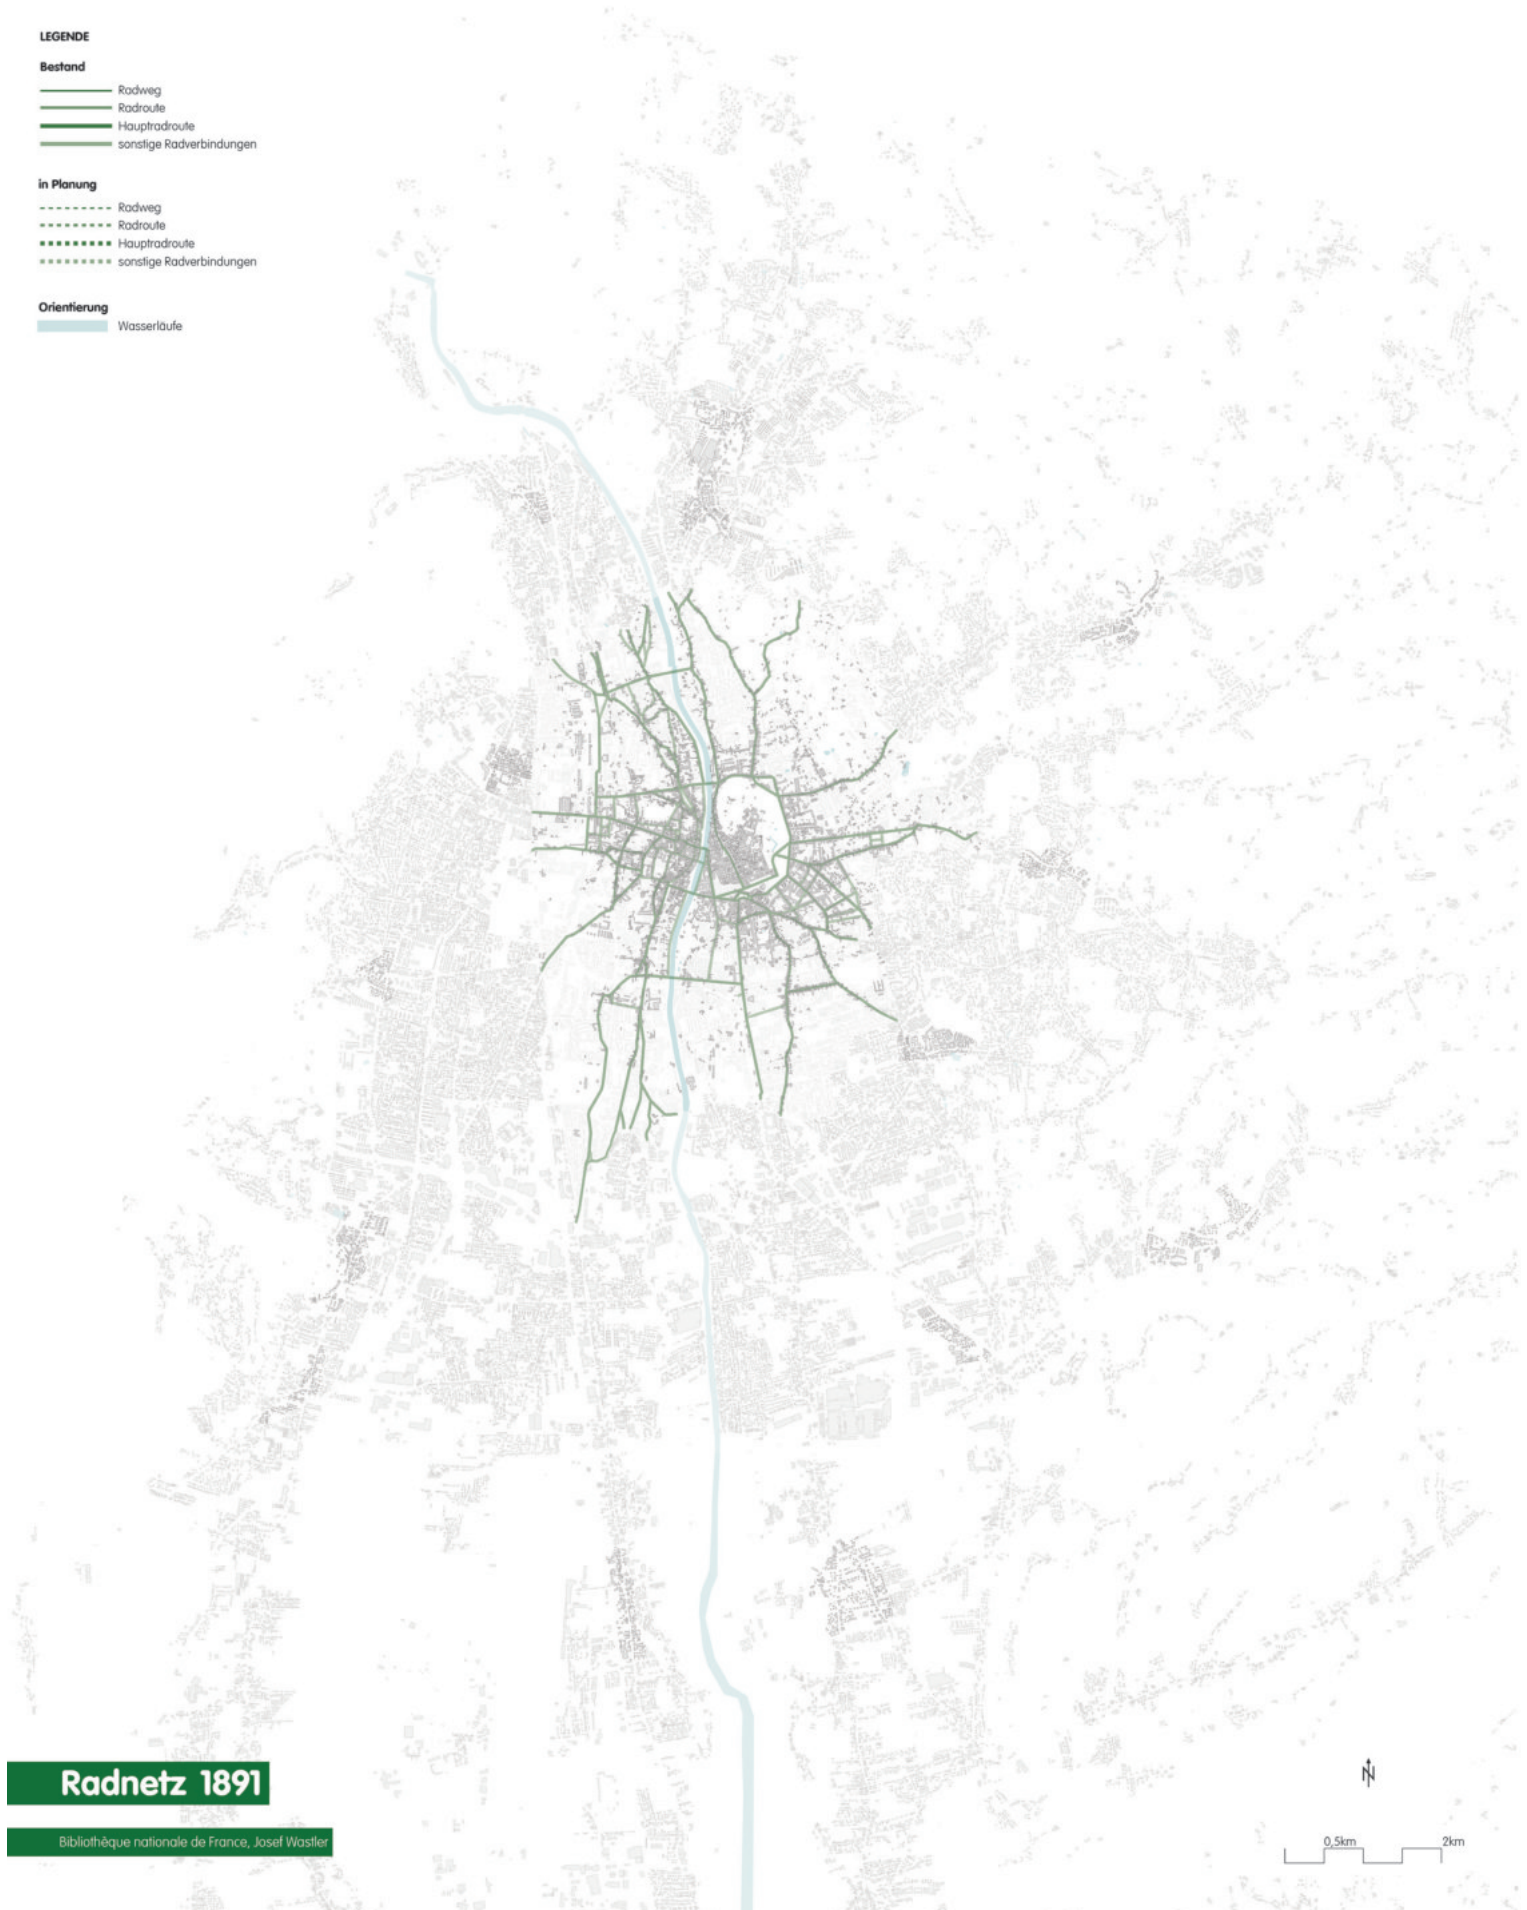 LEGENDE
Bestand
Radweg
Radroute
Hauptradroute
sonstige Radverbindungen
in Planung
Radweg
Radroute
Hauptradroute
sonstige Radverbindungen
Orientierung
Wasserläufe
Radnetz 1891
Bibliothêque nationale de France, Josef Wastler
N
0,5km 2km